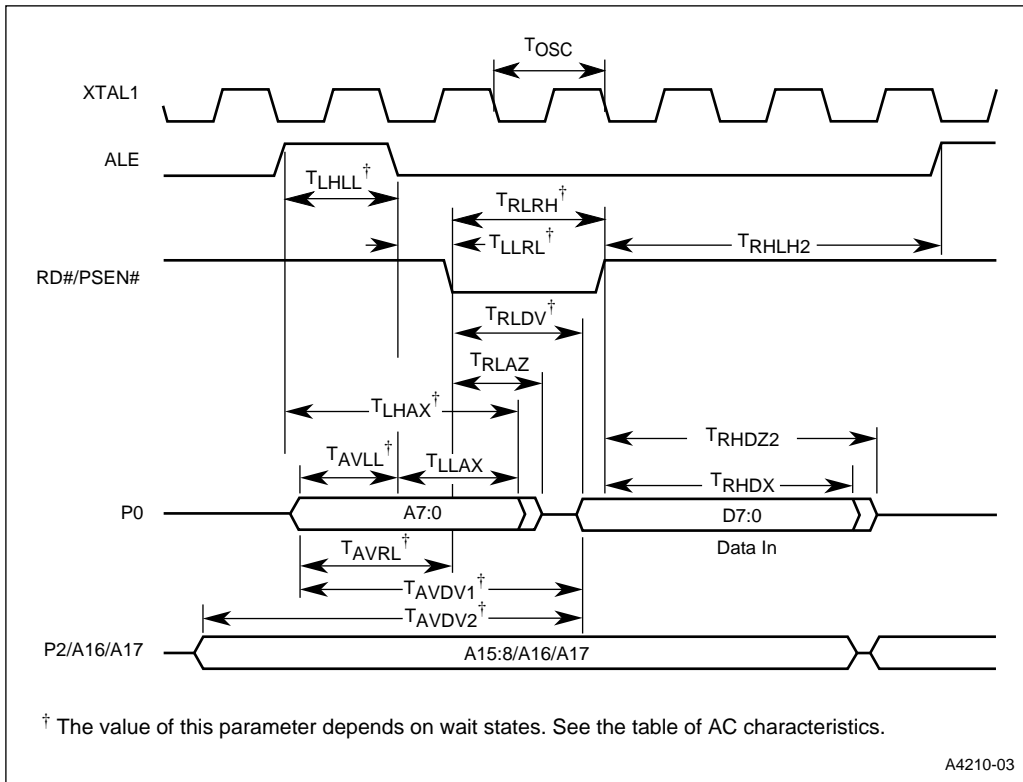 TOSC
XTAL1
ALE
TLHLL†
TRLRH†
TLLRL†
TRHLH2
RD#/PSEN#
TRLDV†
TRLAZ
TLHAX†
TRHDZ2
TAVLL†
TLLAX
TRHDX
P0
A7:0
D7:0
Data In
TAVRL†
TAVDV1†
TAVDV2†
P2/A16/A17
A15:8/A16/A17
† The value of this parameter depends on wait states. See the table of AC characteristics.
A4210-03